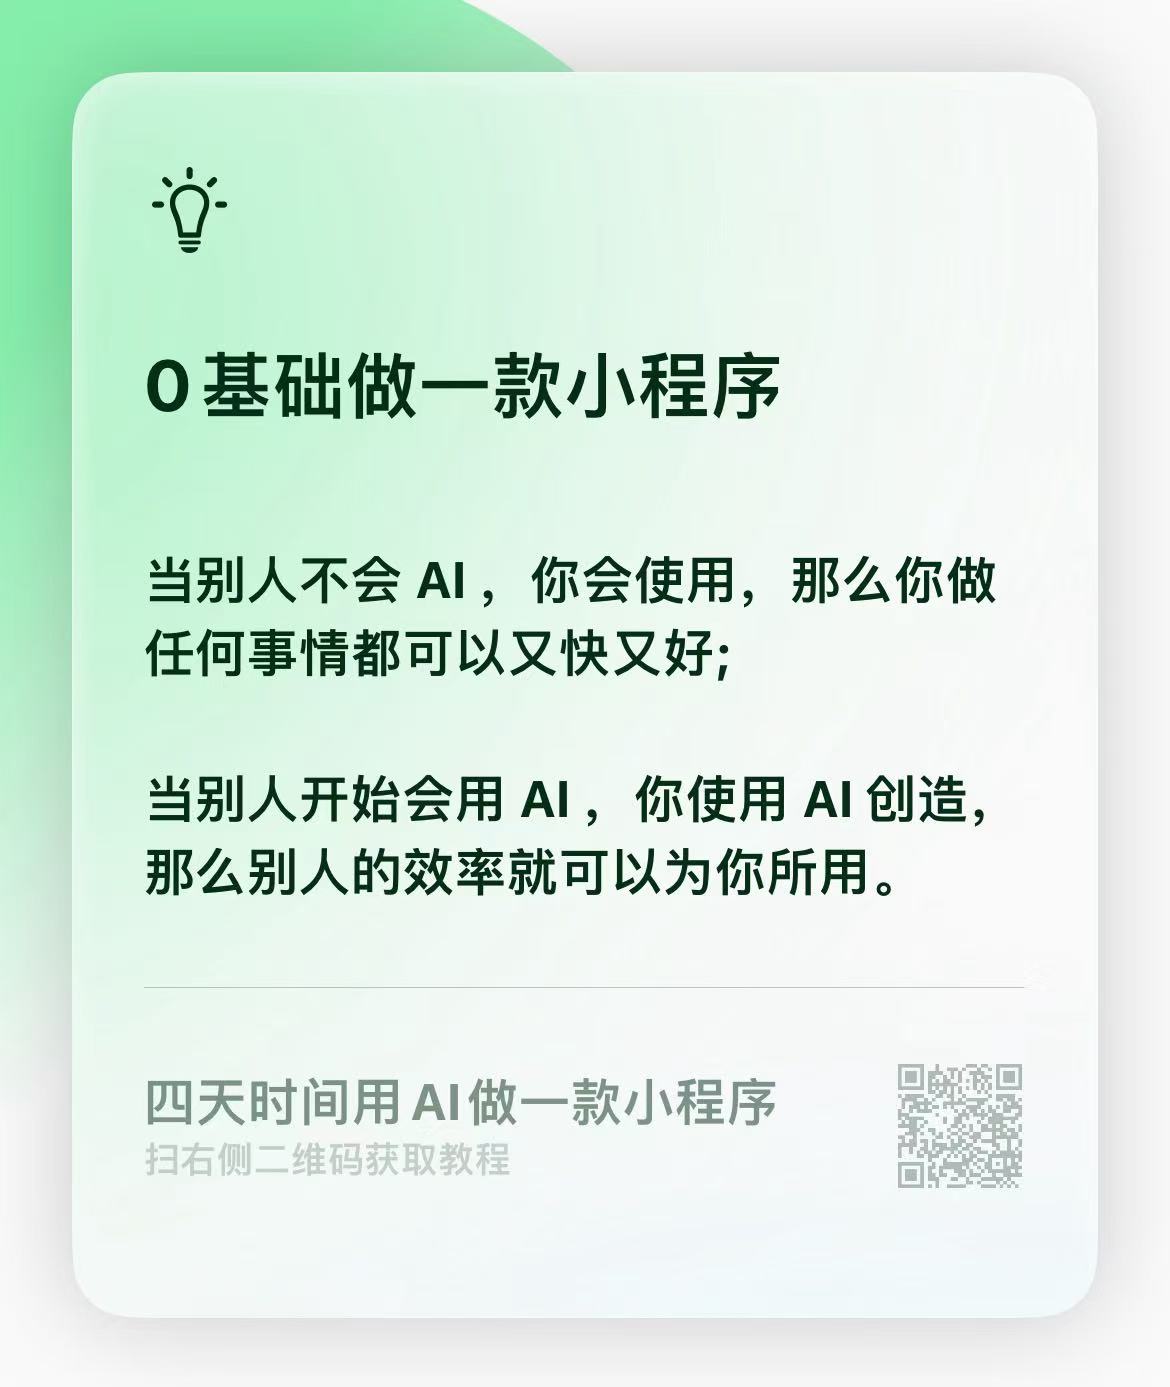 0基础做一款小程序
当别人不会 AI ，你会使用，那么你做
任何事情都可以又快又好;
当别人开始会用 AI ，你使用 AI 创造，
那么别人的效率就可以为你所用。
四天时间用AI做一款小程序
扫右侧二维码获取教程